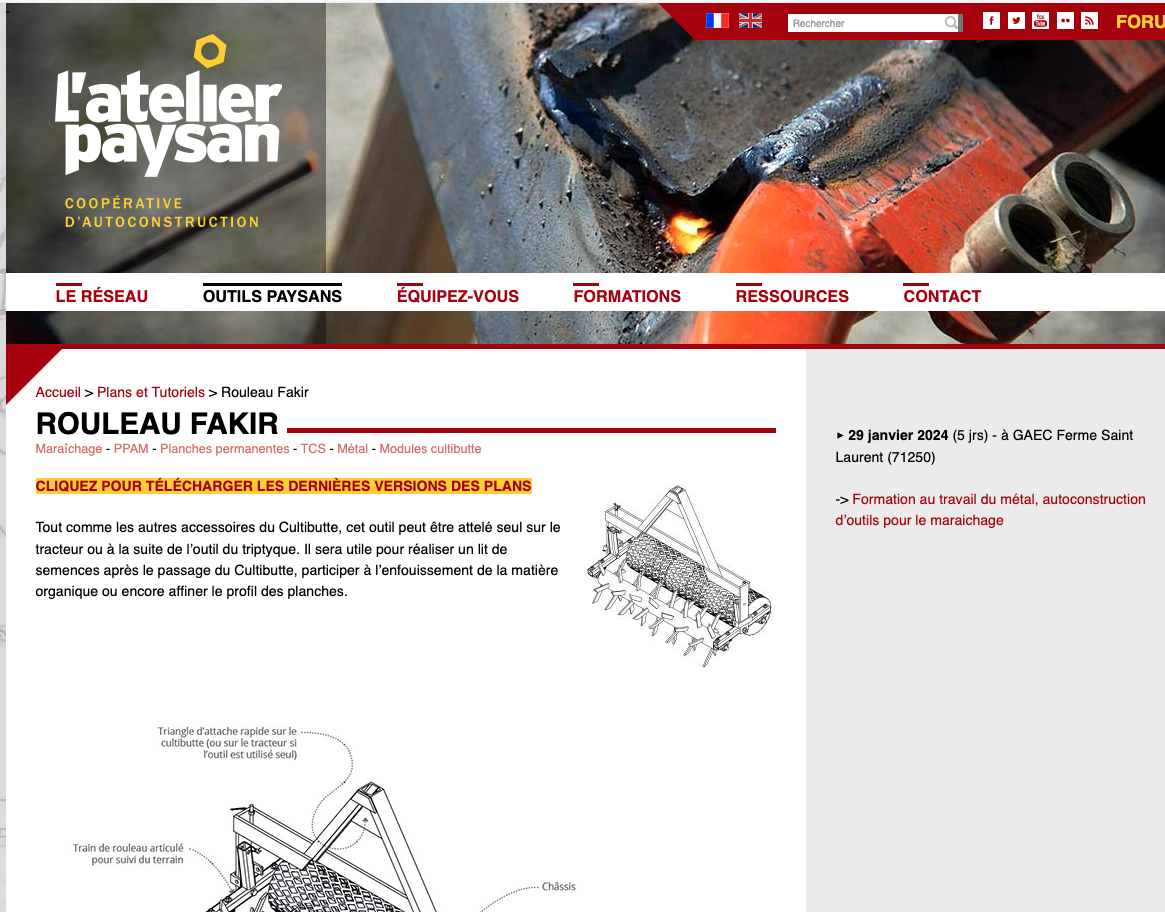 Rechercher
You
Tube
l'atelier
paysan
COOPÉRATIVE
D'AUTOCONSTRUCTION
LE RÉSEAU
OUTILS PAYSANS
ÉQUIPEZ-VOUS
FORMATIONS
RESSOURCES
CONTACT
Accueil > Plans et Tutoriels > Rouleau Fakir
ROULEAU FAKIR
Maraîchage - PPAM - Planches permanentes - TCS - Métal - Modules cultibutte
CLIQUEZ POUR TÉLÉCHARGER LES DERNIÈRES VERSIONS DES PLANS
Tout comme les autres accessoires du Cultibutte, cet outil peut être attelé seul sur le
tracteur ou à la suite de l'outil du triptyque. Il sera utile pour réaliser un lit de
semences après le passage du Cultibutte, participer à l'enfouissement de la matière
organique ou encore affiner le profil des planches.
Triangle d'attache rapide sur le
cultibutte (ou sur le tracteur si
l'outil est utilisé seul)
Train de rouleau articulé
pour suivi du terrain
Châssis
29 janvier 2024 (5 jrs) - à GAEC Ferme Saint
Laurent (71250)
-> Formation au travail du métal, autoconstruction
d'outils pour le maraichage